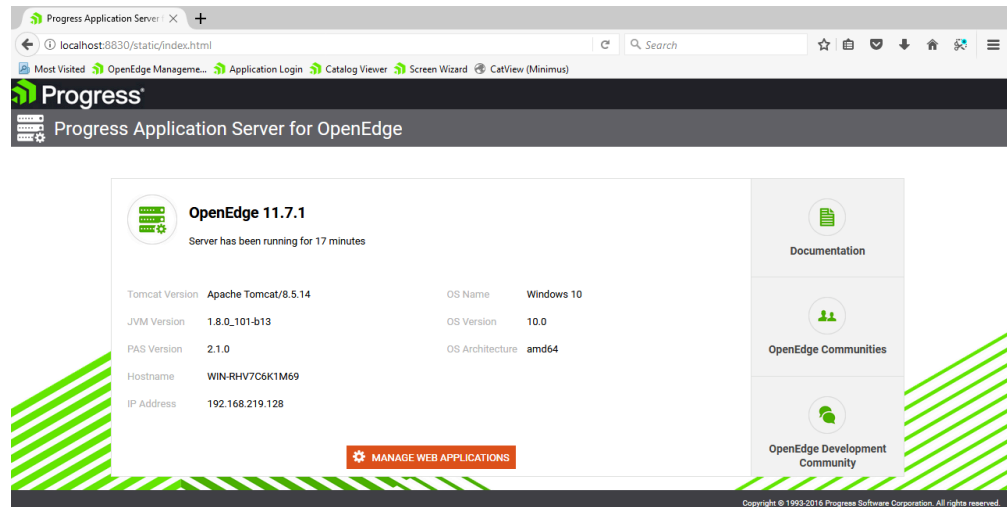 Progress Application Server f
localhost:8830/static/index.html
Search
Most Visited OpenEdge Manageme... Application Login Catalog Viewer Screen Wizard CatView (Minimus)
Progress
Progress Application Server for OpenEdge
OpenEdge 11.7.1
Server has been running for 17 minutes
Tomcat Version Apache Tomcat/8.5.14
JVM Version 1.8.0_101-b13
PAS Version 2.1.0
Hostname WIN-RHV7C6K1M69
IP Address 192.168.219.128
OS Name Windows 10
OS Version 10.0
OS Architecture amd64
MANAGE WEB APPLICATIONS
Documentation
OpenEdge Communities
OpenEdge Development
Community
Copyright © 1993-2016 Progress Software Corporation. All rights reserved.